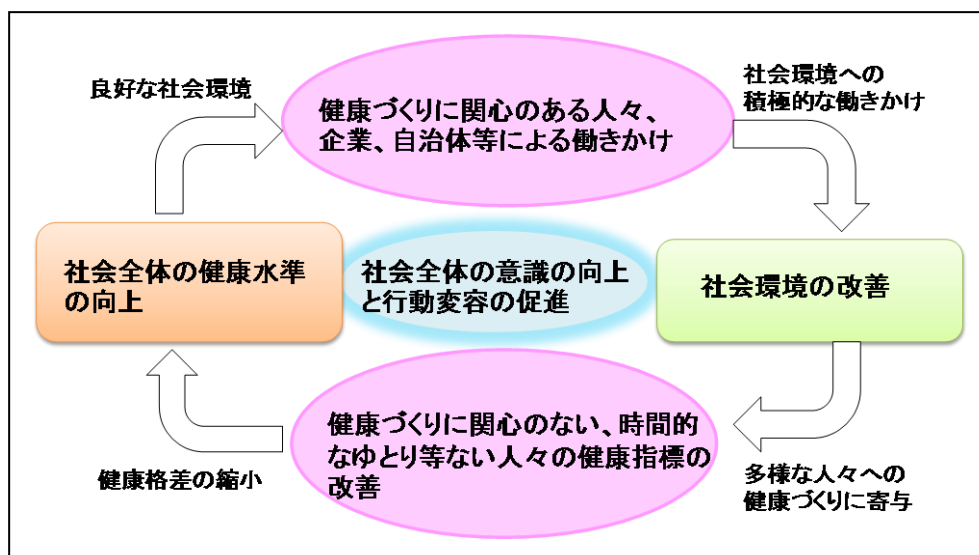 良好な社会環境
健康づくりに関心のある人々、
企業、自治体等による働きかけ
社会環境への
積極的な働きかけ
社会全体の健康水準
の向上
社会全体の意識の向上
と行動変容の促進
社会環境の改善
健康づくりに関心のない、時間的
なゆとり等ない人々の健康指標の
改善
健康格差の縮小
多様な人々への
健康づくりに寄与